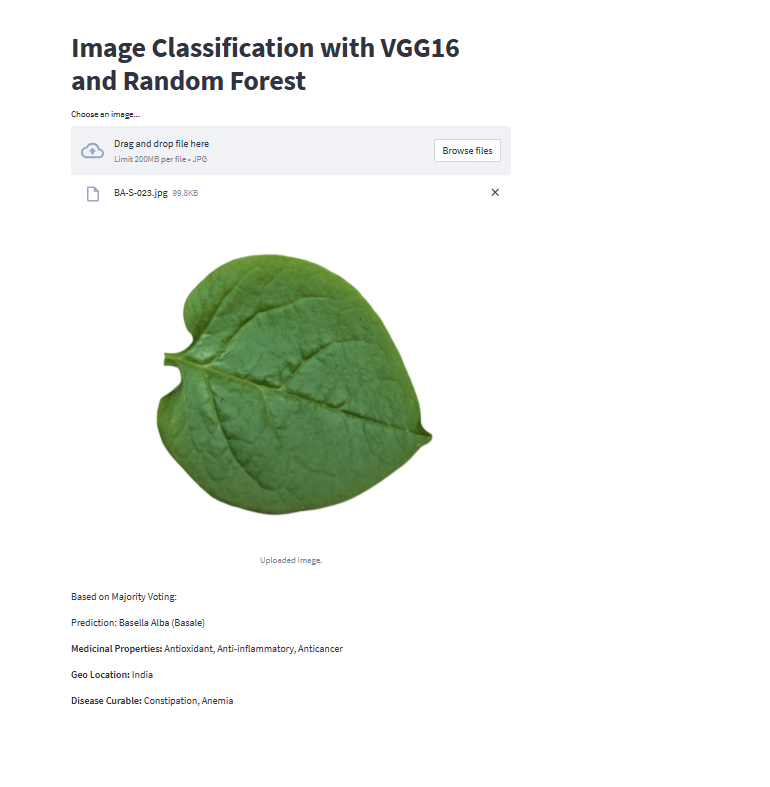 Image Classification with VGG16
and Random Forest
Choose an image...
Drag and drop file here
Limit 200MB per file • JPG
Browse files
BA-S-023.jpg 99.8KB
Uploaded Image.
Based on Majority Voting:
Prediction: Basella Alba (Basale)
Medicinal Properties: Antioxidant, Anti-inflammatory, Anticancer
Geo Location: India
Disease Curable: Constipation, Anemia